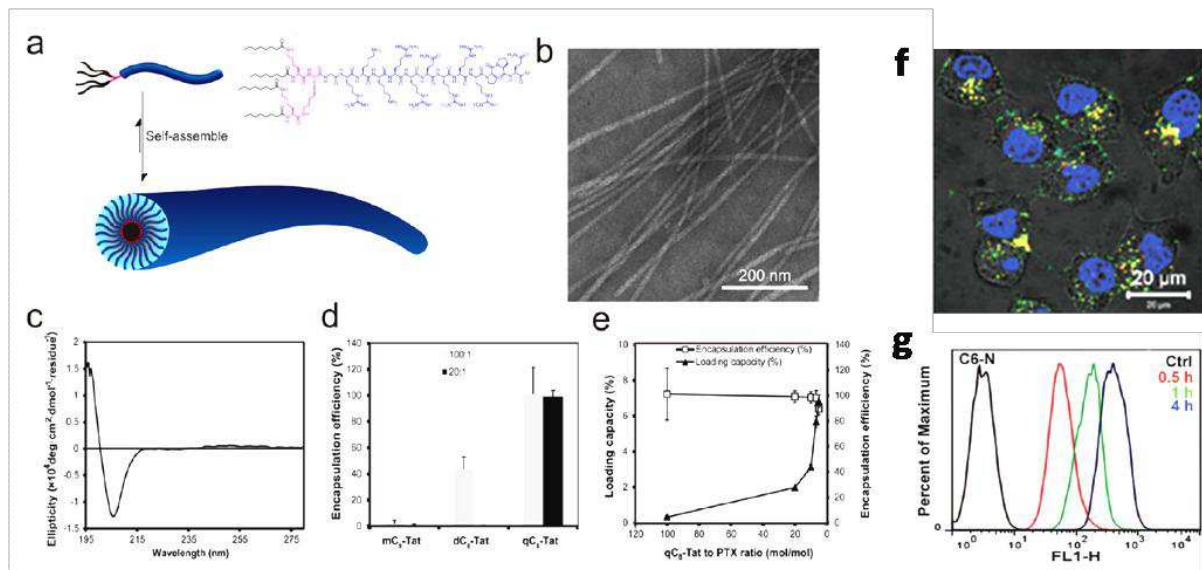 a
Self-assemble
b
200 nm
c
Ellipticity (×10⁴deg· cm²·dmol⁻¹·residue⁻¹)
2
1.5
1
0.5
0
-0.5
-1
-1.5
195
215
235
255
275
Wavelength (nm)
d
Encapsulation efficiency (%)
140
120
100
80
60
40
20
0
100:1
20:1
mC₈-Tat
dC₈-Tat
qC₈-Tat
e
Encapsulation efficiency (%)
Loading capacity (%)
Loading capacity (%)
10
8
6
4
2
0
140
120
100
80
60
40
20
0
Encapsulation efficiency (%)
120
100
80
60
40
20
0
qC₈-Tat to PTX ratio (mol/mol)
f
20 µm
20 µm
g
C6-N
Ctrl
0.5 h
1 h
4 h
Percent of Maximum
0
10⁰
10¹
10²
10³
10⁴
FL1-H